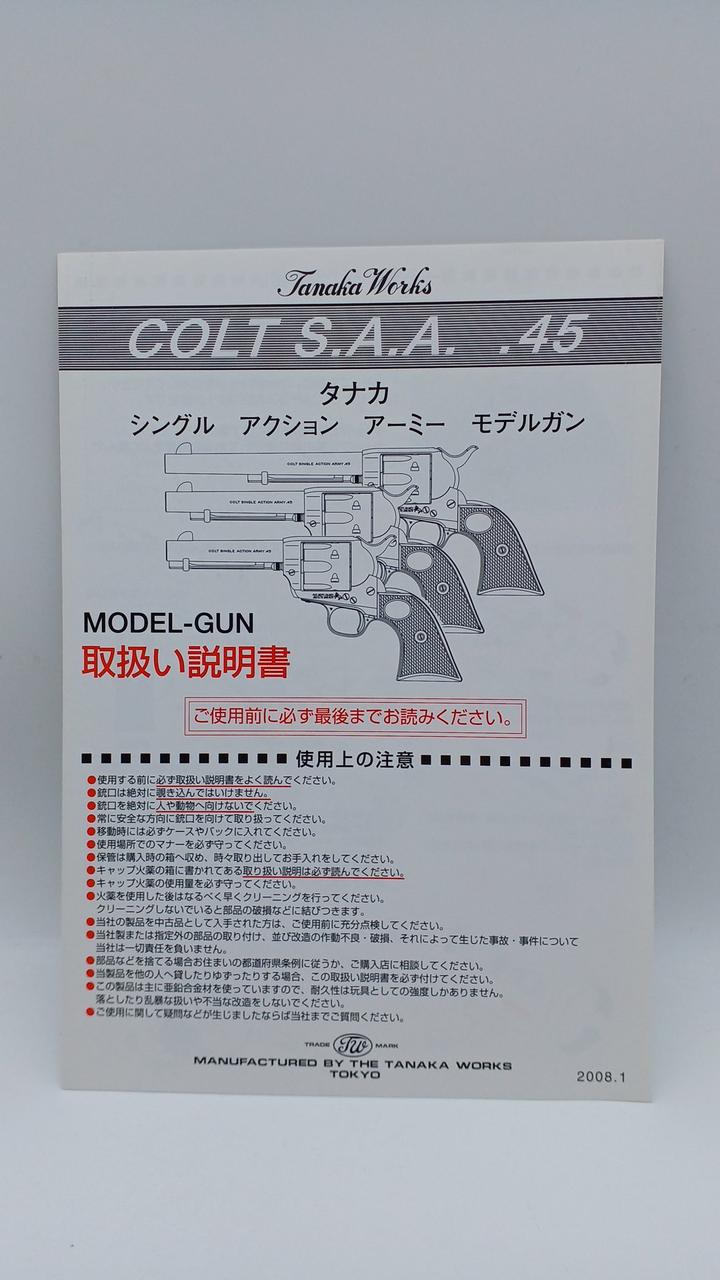 Tanaka Works
COLT S.A.A. .45
タナカ
シングル アクション アーミー モデルガン
COLT SINGLE ACTION ARMY .45
COLT SINGLE ACTION ARMY .45
COLT SINGLE ACTION ARMY .45
MODEL-GUN
取扱い説明書
ご使用前に必ず最後までお読みください。
使用上の注意
●使用する前に必ず取扱い説明書をよく読んでください。
●銃口は絶対に覗き込んではいけません。
●銃口を絶対に人や動物へ向けないでください。
●常に安全な方向に銃口を向けて取り扱ってください。
●移動時には必ずケースやバックに入れてください。
●使用場所でのマナーを必ず守ってください。
●保管は購入時の箱へ収め、時々取り出してお手入れをしてください。
●キャップ火薬の箱に書かれてある取り扱い説明は必ず読んでください。
●キャップ火薬の使用量を必ず守ってください。
●火薬を使用した後はなるべく早くクリーニングを行ってください。
クリーニングしないでいると部品の破損などに結びつきます。
●当社の製品を中古品として入手された方は、ご使用前に充分点検してください。
●当社製または指定外の部品の取り付け、並び改造の作動不良・破損、それによって生じた事故・事件について
当社は一切責任を負いません。
●部品などを捨てる場合お住まいの都道府県条例に従うか、ご購入店に相談してください。
●当製品を他の人へ貸したりゆずったりする場合、この取扱い説明書を必ず付けてください。
●この製品は主に亜鉛合金材を使っていますので、耐久性は玩具としての強度しかありません。
落としたり乱暴な扱いや不当な改造をしないでください。
●ご使用に関して疑問などが生じましたならば当社までご質問ください。
TRADE TW MARK
MANUFACTURED BY THE TANAKA WORKS
TOKYO
2008.1